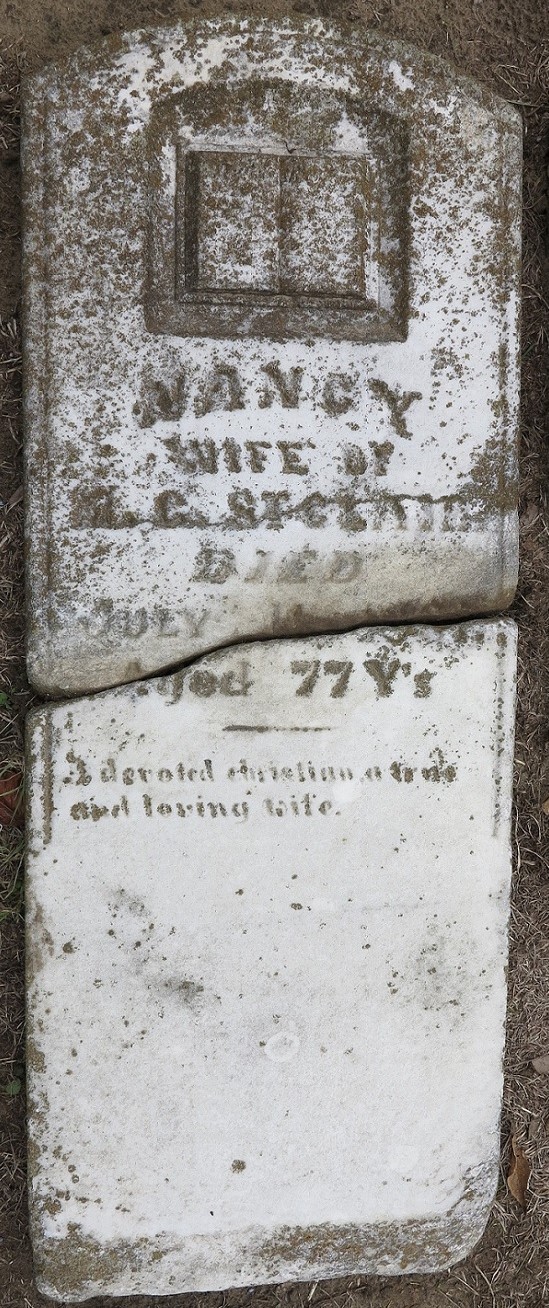 NANCY
WIFE OF
DIED
JULY
Aged 77 Y's
A devoted christian, a true
and loving wife.